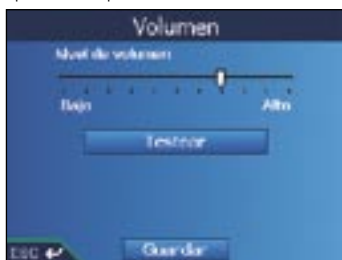 Volumen
Nivel de volumen
Bajo Alto
Testear
Guardar
ESC